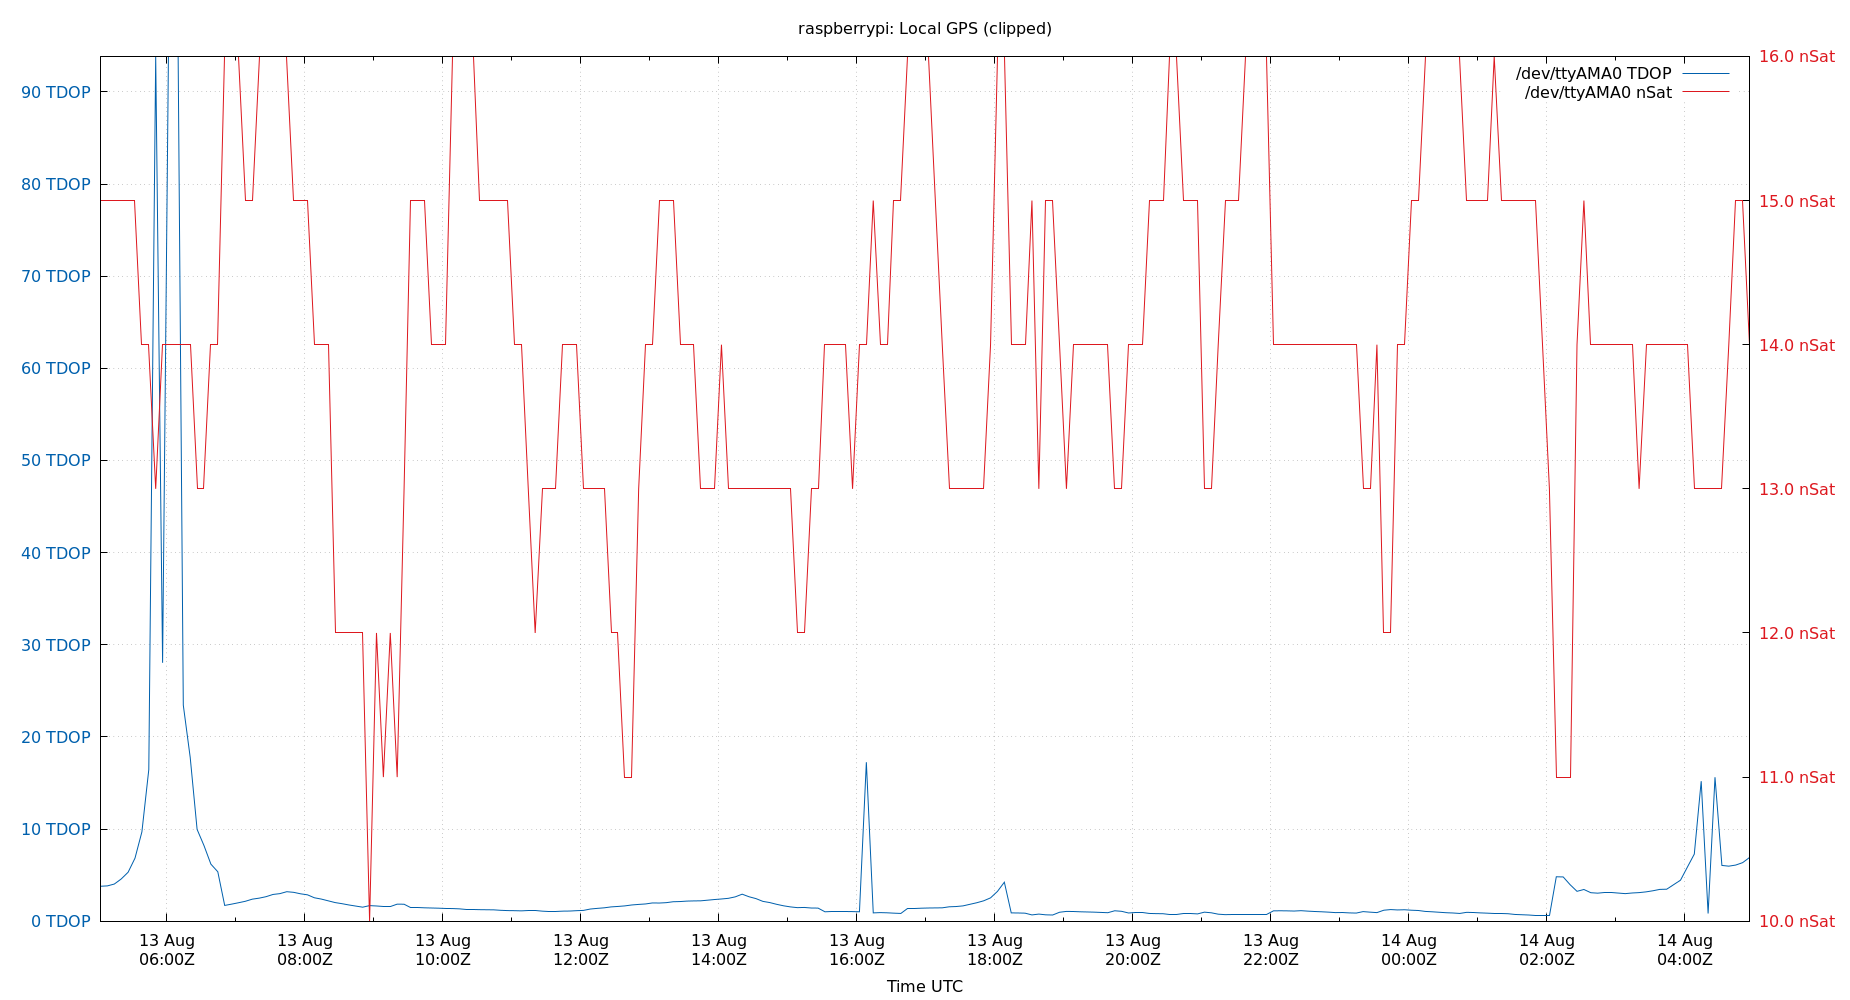 raspberrypi: Local GPS (clipped)
/dev/ttyAMA0 TDOP
/dev/ttyAMA0 nSat
90 TDOP
80 TDOP
70 TDOP
60 TDOP
50 TDOP
40 TDOP
30 TDOP
20 TDOP
10 TDOP
0 TDOP
16.0 nSat
15.0 nSat
14.0 nSat
13.0 nSat
12.0 nSat
11.0 nSat
10.0 nSat
13 Aug
06:00Z
13 Aug
08:00Z
13 Aug
10:00Z
13 Aug
12:00Z
13 Aug
14:00Z
13 Aug
16:00Z
13 Aug
18:00Z
13 Aug
20:00Z
13 Aug
22:00Z
14 Aug
00:00Z
14 Aug
02:00Z
14 Aug
04:00Z
Time UTC